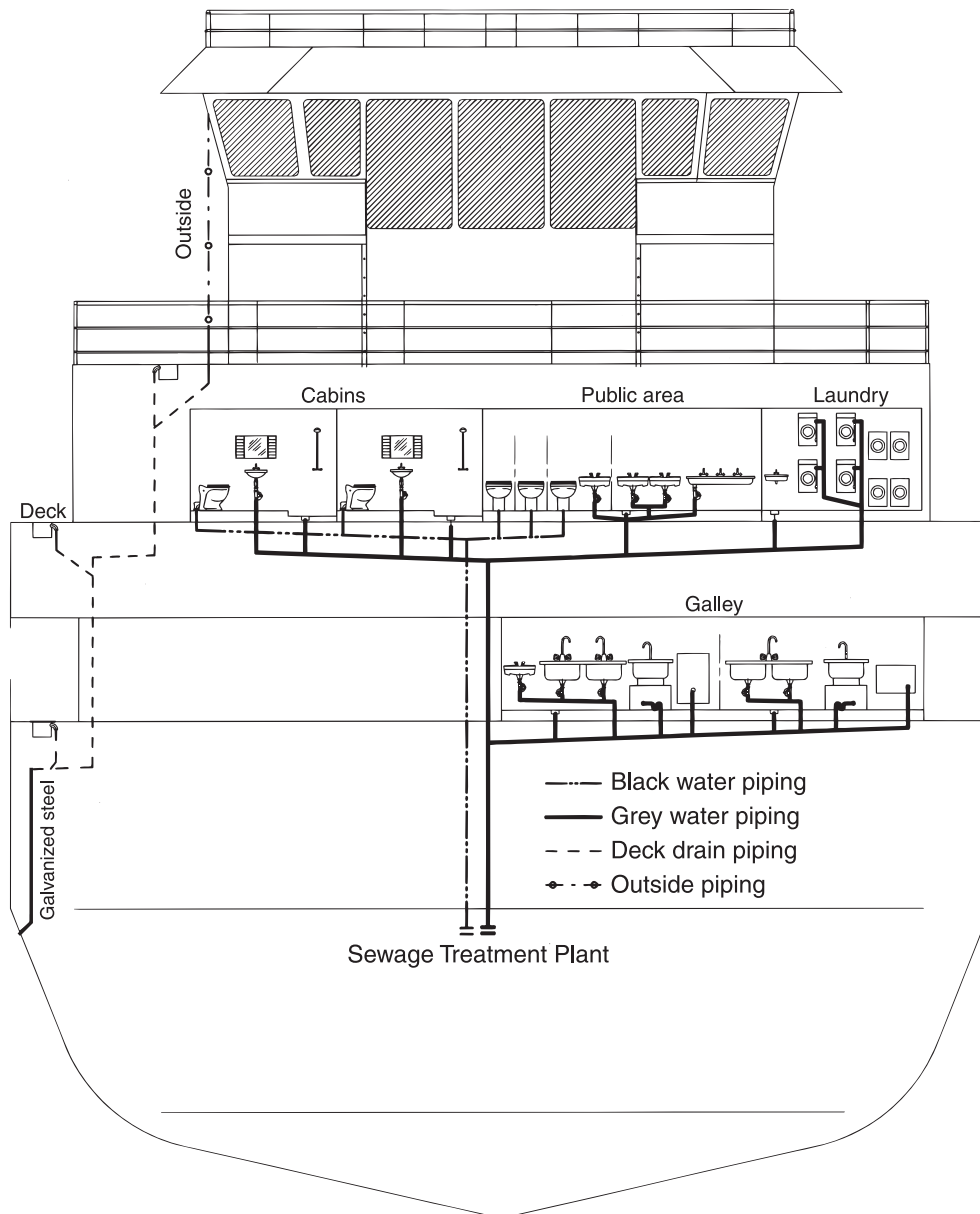 Outside
Cabins
Public area
Laundry
Deck
Galley
Galvanized steel
Black water piping
Grey water piping
Deck drain piping
Outside piping
Sewage Treatment Plant